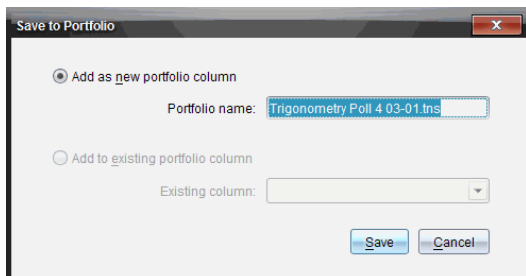 Save to Portfolio
Add as new portfolio column
Portfolio name: Trigonometry Poll 4 03-01.tns
Add to existing portfolio column
Existing column:
Save Cancel